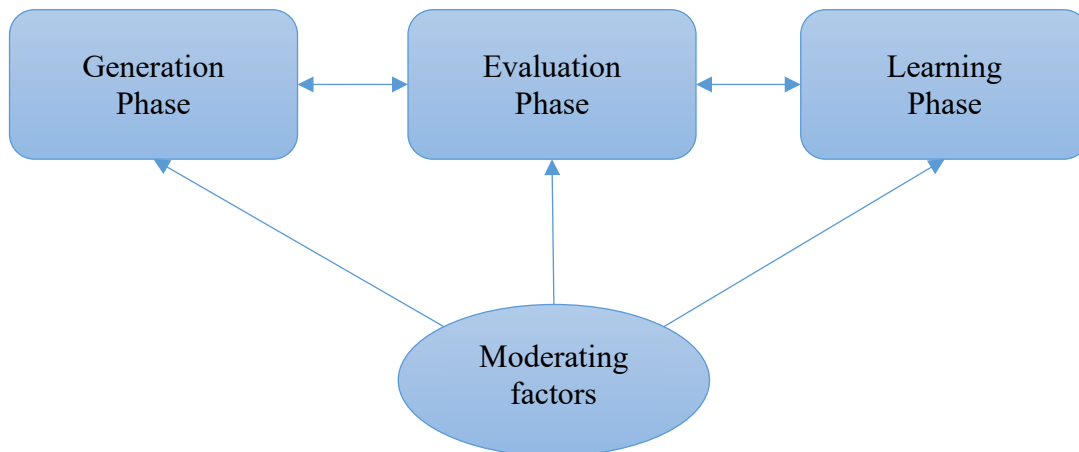 Generation
Phase
Evaluation
Phase
Learning
Phase
Moderating
factors